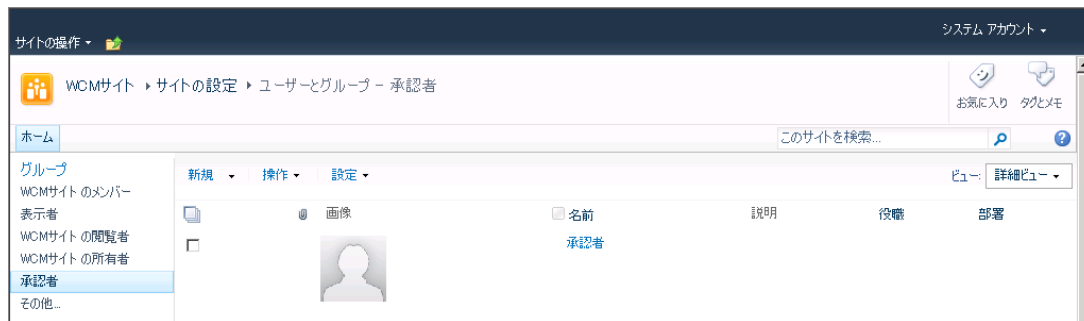 システム アカウント
サイトの操作
WCMサイト サイトの設定 ユーザーとグループ - 承認者
お気に入り タグとメモ
ホーム このサイトを検索...
グループ
WCMサイト のメンバー
表示者
WCMサイト の閲覧者
WCMサイト の所有者
承認者
その他...
新規 操作 設定 ビュー: 詳細ビュー
画像 名前 説明 役職 部署
承認者